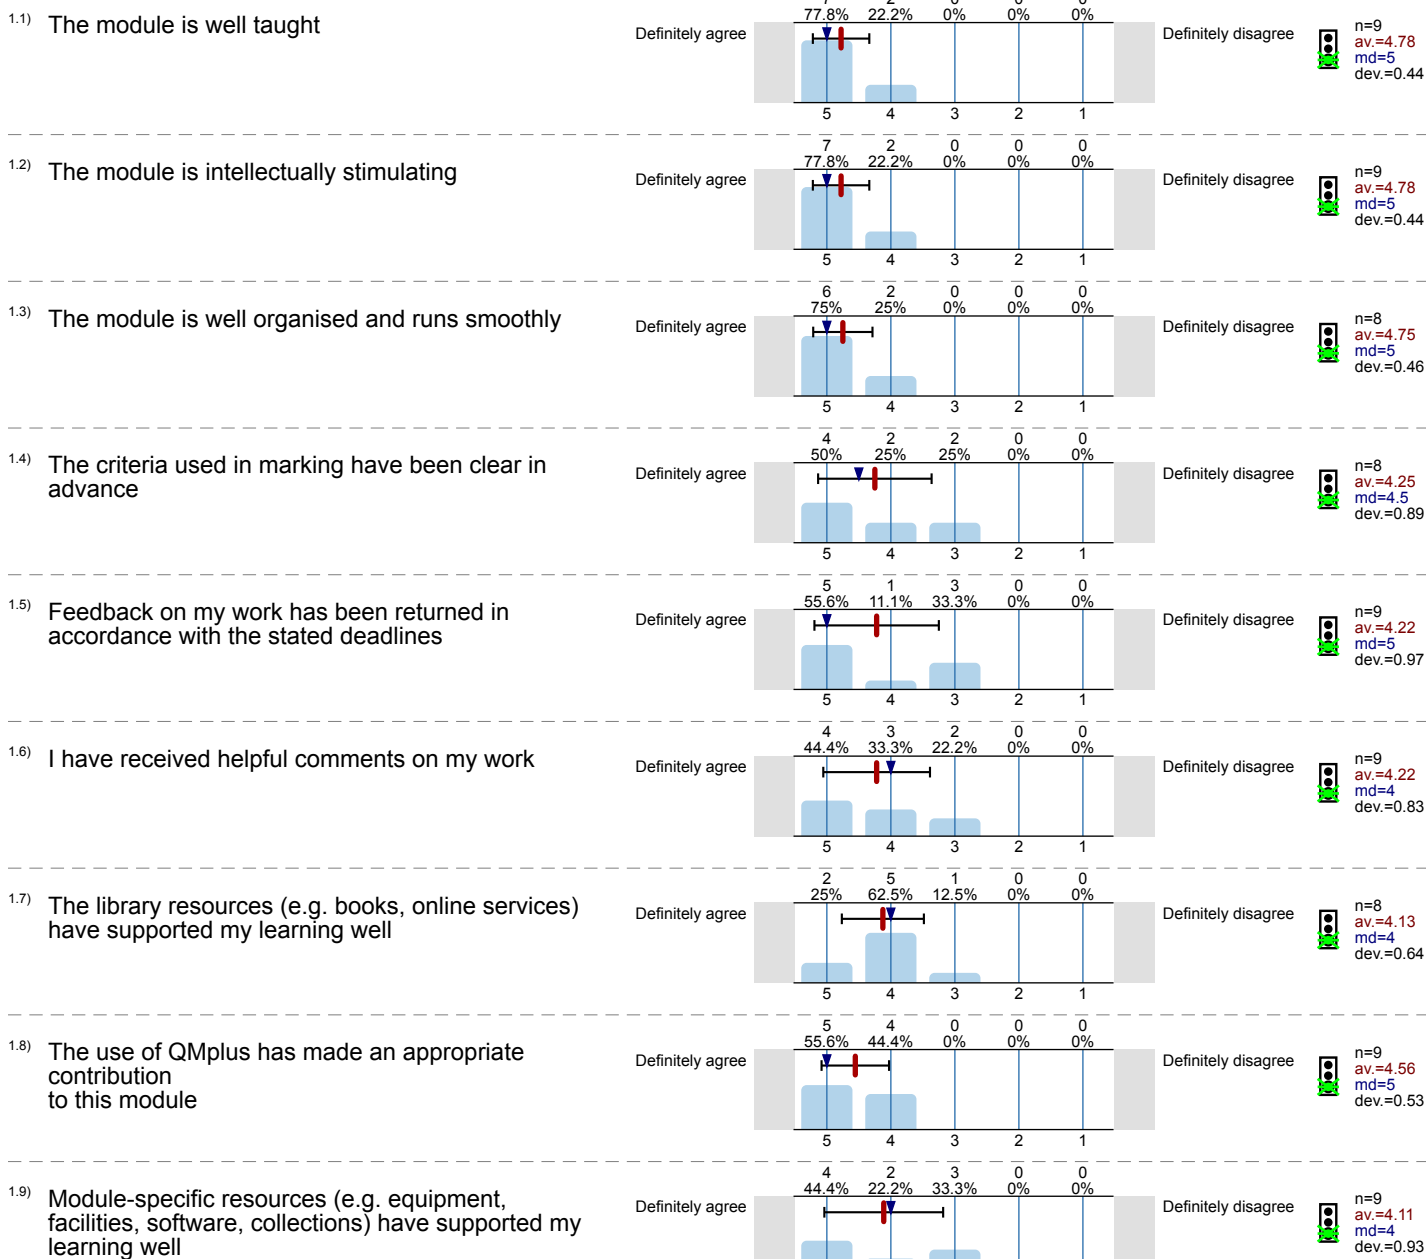 7 2 0 0 0
77.8% 22.2% 0% 0% 0%
1.1) The module is well taught
Definitely agree
Definitely disagree
n=9
av.=4.78
md=5
dev.=0.44
5 4 3 2 1
7 2 0 0 0
77.8% 22.2% 0% 0% 0%
1.2) The module is intellectually stimulating
Definitely agree
Definitely disagree
n=9
av.=4.78
md=5
dev.=0.44
5 4 3 2 1
6 2 0 0 0
75% 25% 0% 0% 0%
1.3) The module is well organised and runs smoothly
Definitely agree
Definitely disagree
n=8
av.=4.75
md=5
dev.=0.46
5 4 3 2 1
4 2 2 0 0
50% 25% 25% 0% 0%
1.4) The criteria used in marking have been clear in
advance
Definitely agree
Definitely disagree
n=8
av.=4.25
md=4.5
dev.=0.89
5 4 3 2 1
5 1 3 0 0
55.6% 11.1% 33.3% 0% 0%
1.5) Feedback on my work has been returned in
accordance with the stated deadlines
Definitely agree
Definitely disagree
n=9
av.=4.22
md=5
dev.=0.97
5 4 3 2 1
4 3 2 0 0
44.4% 33.3% 22.2% 0% 0%
1.6) I have received helpful comments on my work
Definitely agree
Definitely disagree
n=9
av.=4.22
md=4
dev.=0.83
5 4 3 2 1
2 5 1 0 0
25% 62.5% 12.5% 0% 0%
1.7) The library resources (e.g. books, online services)
have supported my learning well
Definitely agree
Definitely disagree
n=8
av.=4.13
md=4
dev.=0.64
5 4 3 2 1
5 4 0 0 0
55.6% 44.4% 0% 0% 0%
1.8) The use of QMplus has made an appropriate
contribution
to this module
Definitely agree
Definitely disagree
n=9
av.=4.56
md=5
dev.=0.53
5 4 3 2 1
4 2 3 0 0
44.4% 22.2% 33.3% 0% 0%
1.9) Module-specific resources (e.g. equipment,
facilities, software, collections) have supported my
learning well
Definitely agree
Definitely disagree
n=9
av.=4.11
md=4
dev.=0.93